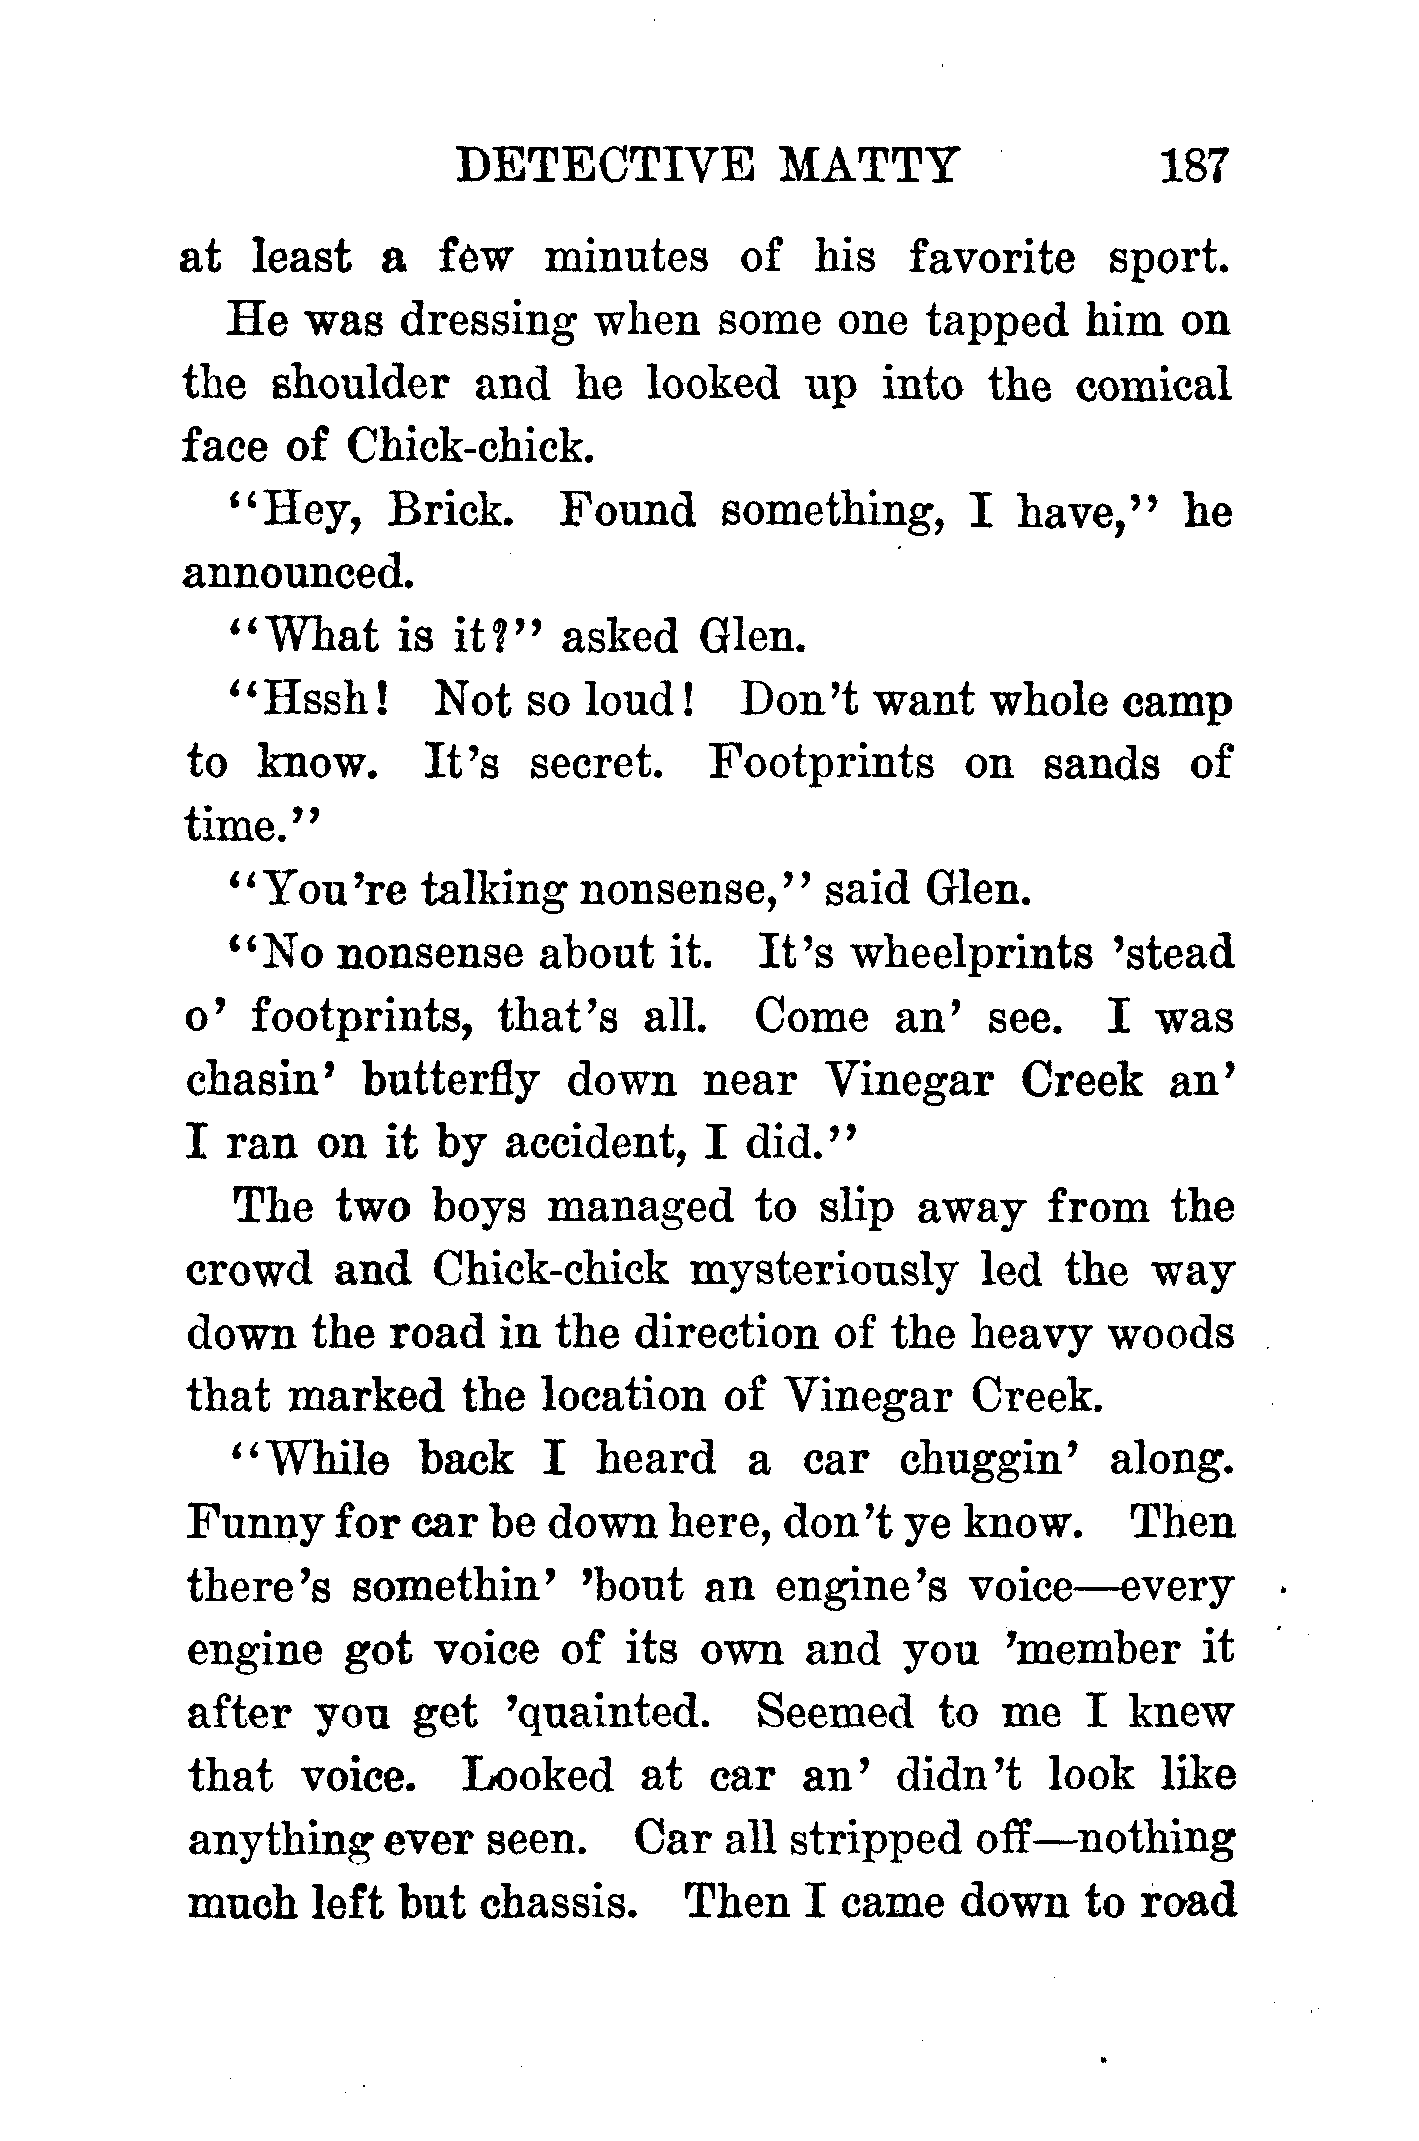 DETECTIVE MATTY 187
at least a few minutes of his favorite sport.
He was dressing when some one tapped him on
the shoulder and he looked up into the comical
face of Chick-chick.
“Hey, Brick. Found something, I have,” he
announced.
“What is it?” asked Glen.
“Hssh! Not so loud! Don’t want whole camp
to know. It’s secret. Footprints on sands of
time.”
“You’re talking nonsense,” said Glen.
“No nonsense about it. It’s wheelprints ’stead
o’ footprints, that’s all. Come an’ see. I was
chasin’ butterfly down near Vinegar Creek an’
I ran on it by accident, I did.”
The two boys managed to slip away from the
crowd and Chick-chick mysteriously led the way
down the road in the direction of the heavy woods
that marked the location of Vinegar Creek.
“While back I heard a car chuggin’ along.
Funny for car be down here, don’t ye know. Then
there’s somethin’ ’bout an engine’s voice—every
engine got voice of its own and you ’member it
after you get ’quainted. Seemed to me I knew
that voice. Looked at car an’ didn’t look like
anything ever seen. Car all stripped off—nothing
much left but chassis. Then I came down to road